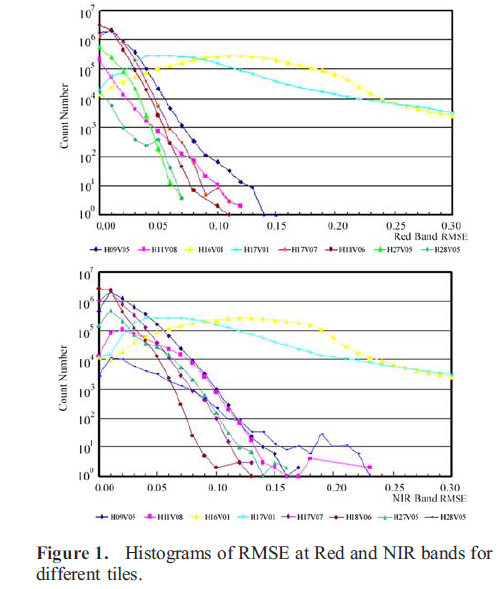 10^7
10^6
10^5
10^4
10^3
10^2
10^1
10^0
Count Number
0.00 0.05 0.10 0.15 0.20 0.25 0.30
Red Band RMSE
H09V05 H11V08 H16V01 H17V01 H17V07 H18V06 H27V05 H28V05
10^7
10^6
10^5
10^4
10^3
10^2
10^1
10^0
Count Number
0.00 0.05 0.10 0.15 0.20 0.25 0.30
NIR Band RMSE
H09V05 H11V08 H16V01 H17V01 H17V07 H18V06 H27V05 H28V05
Figure 1. Histograms of RMSE at Red and NIR bands for
different tiles.